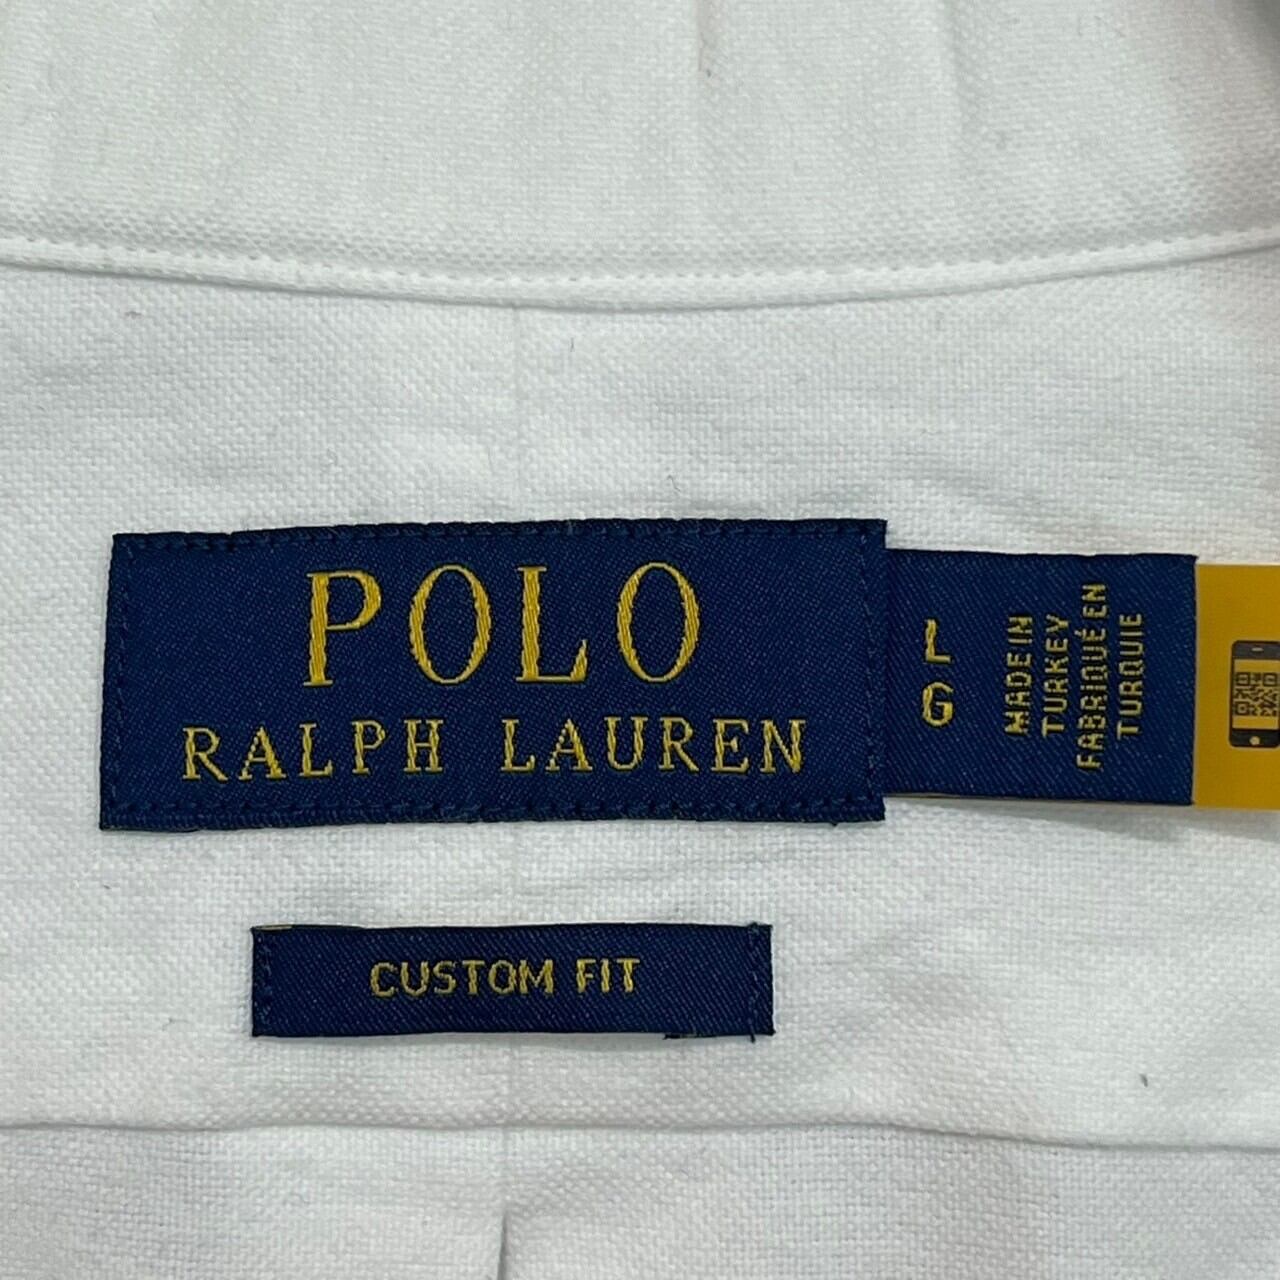 POLO
RALPH LAUREN
L
G
MADE IN
TURKEY
FABRIQUÉ EN
TURQUIE
CUSTOM FIT